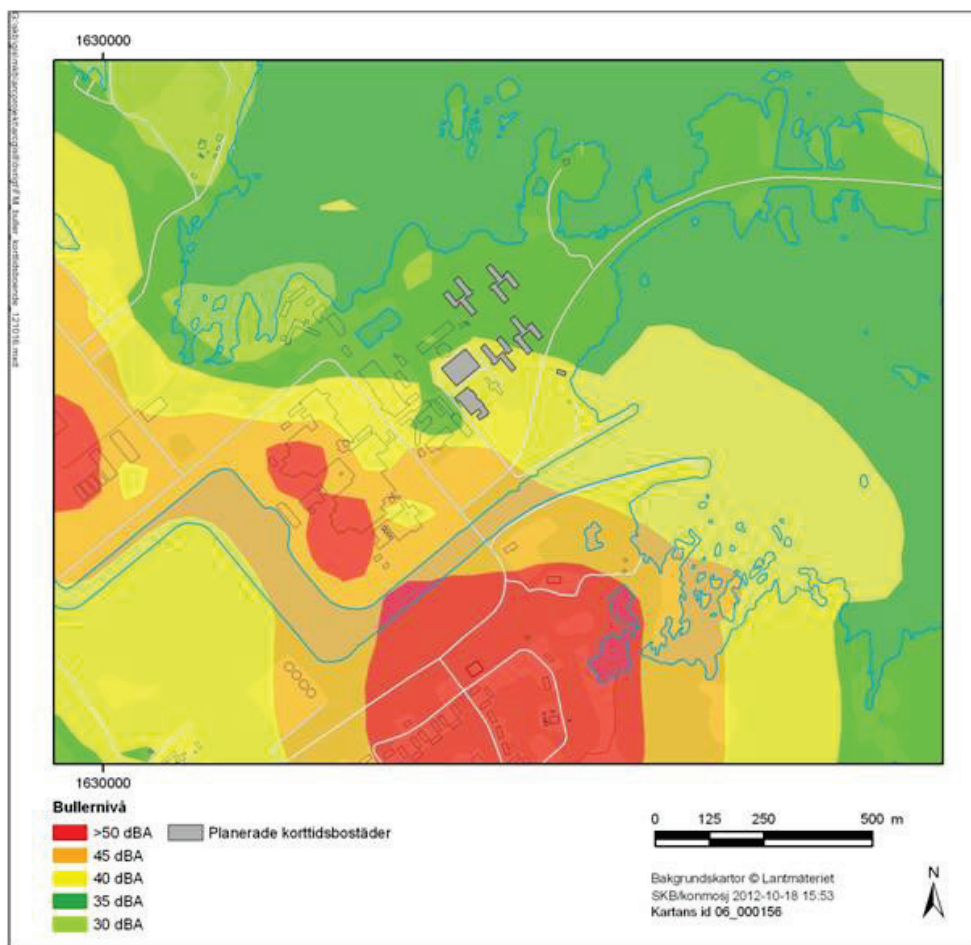 1630000
1630000
Bullernivå
>50 dBA
45 dBA
40 dBA
35 dBA
30 dBA
Planerade korttidsbostäder
0 125 250 500 m
Bakgrundskartor © Lantmäteriet
SKB/konmosj 2012-10-18 15:53
Kartans id 06_000156
N